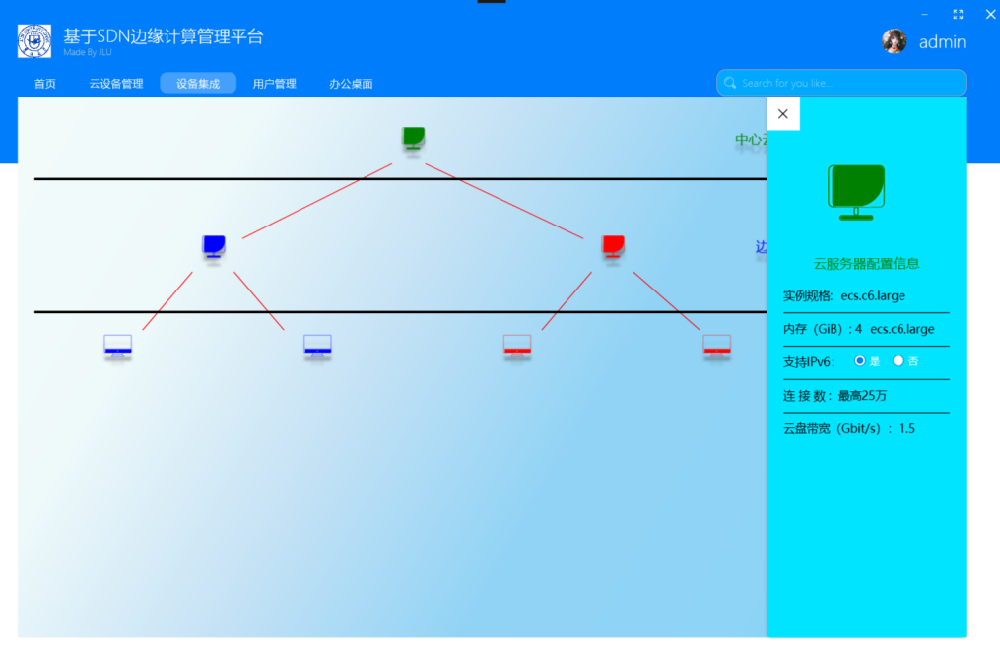 基于SDN边缘计算管理平台
Made By JLU
admin
首页 云设备管理 设备集成 用户管理 办公桌面
Search for you like...
中心
边
云服务器配置信息
实例规格: ecs.c6.large
内存（GiB）: 4 ecs.c6.large
支持IPv6: 是 否
连 接 数: 最高25万
云盘带宽（Gbit/s）: 1.5